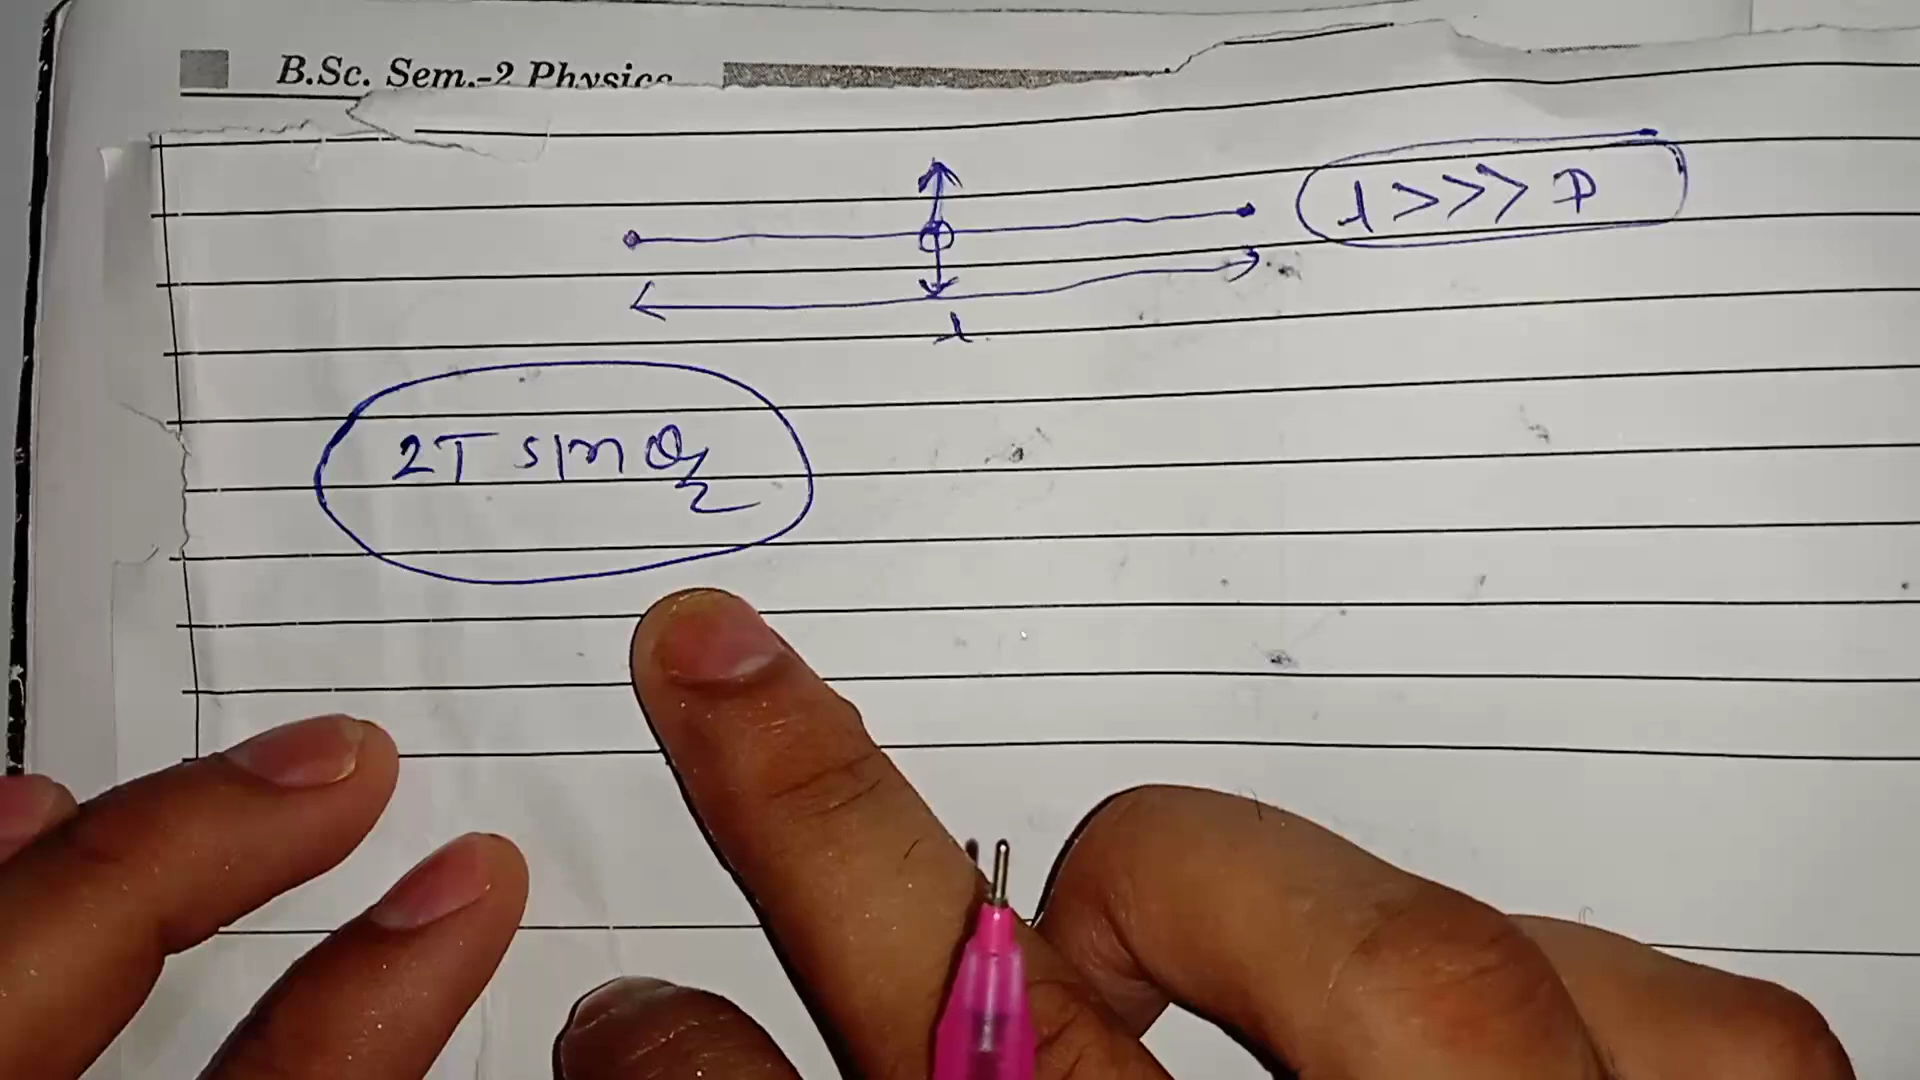 B.Sc. Sem.-2 Physics
l >>> D
l
2T sin θ/2